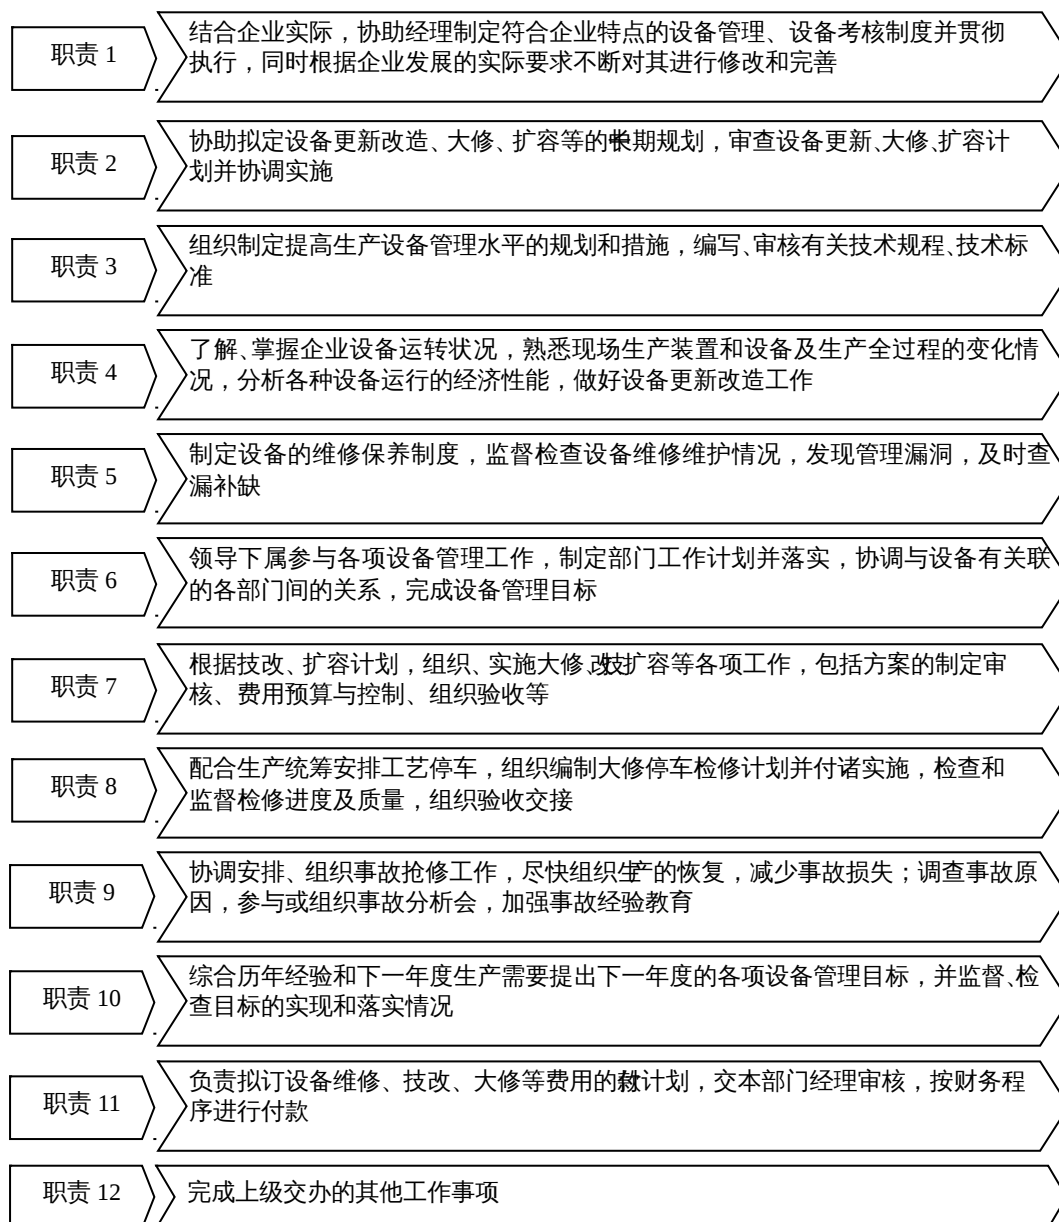 职责 1
结合企业实际，协助经理制定符合企业特点的设备管理、设备考核制度并贯彻
执行，同时根据企业发展的实际要求不断对其进行修改和完善
职责 2
协助拟定设备更新改造、大修、扩容等的中长期规划，审查设备更新、大修、扩容计
划并协调实施
职责 3
组织制定提高生产设备管理水平的规划和措施，编写、审核有关技术规程、技术标
准
职责 4
了解、掌握企业设备运转状况，熟悉现场生产装置和设备及生产全过程的变化情
况，分析各种设备运行的经济性能，做好设备更新改造工作
职责 5
制定设备的维修保养制度，监督检查设备维修维护情况，发现管理漏洞，及时查
漏补缺
职责 6
领导下属参与各项设备管理工作，制定部门工作计划并落实，协调与设备有关联
的各部门间的关系，完成设备管理目标
职责 7
根据技改、扩容计划，组织、实施大修、技改、扩容等各项工作，包括方案的制定审
核、费用预算与控制、组织验收等
职责 8
配合生产统筹安排工艺停车，组织编制大修停车检修计划并付诸实施，检查和
监督检修进度及质量，组织验收交接
职责 9
协调安排、组织事故抢修工作，尽快组织生产的恢复，减少事故损失；调查事故原
因，参与或组织事故分析会，加强事故经验教育
职责 10
综合历年经验和下一年度生产需要提出下一年度的各项设备管理目标，并监督、检
查目标的实现和落实情况
职责 11
负责拟订设备维修、技改、大修等费用的付款计划，交本部门经理审核，按财务程
序进行付款
职责 12
完成上级交办的其他工作事项